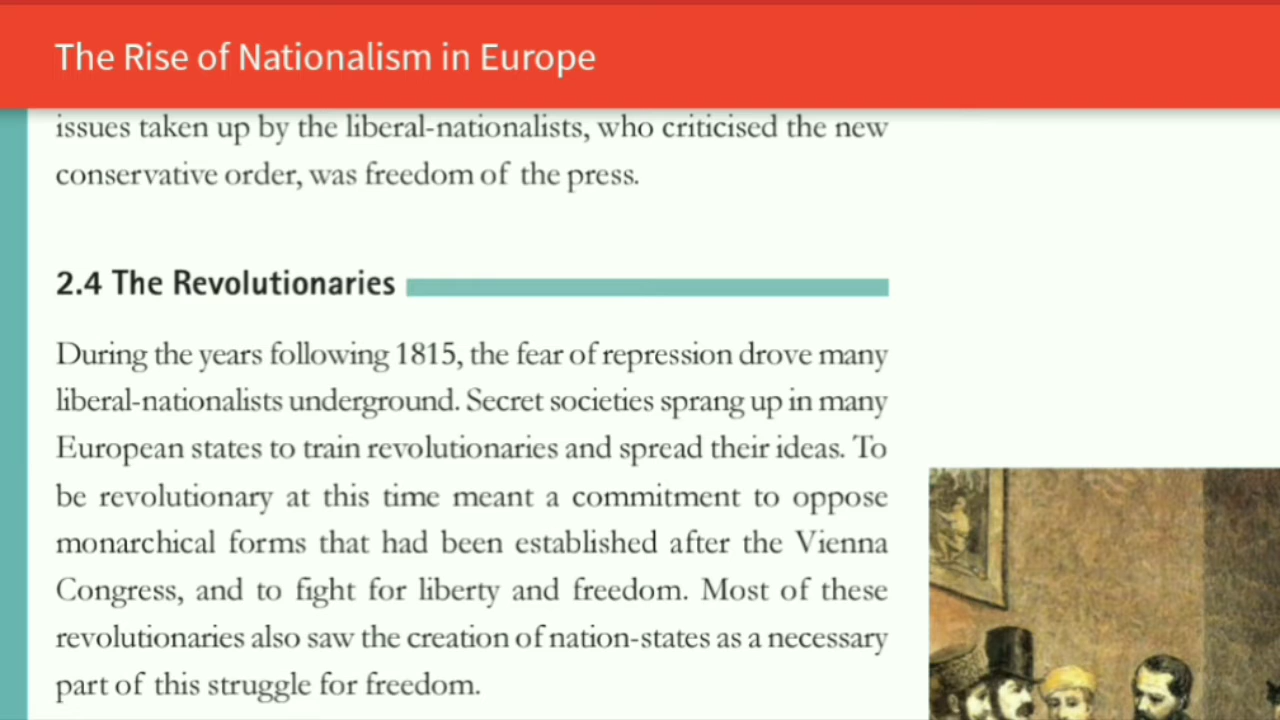 The Rise of Nationalism in Europe
issues taken up by the liberal-nationalists, who criticised the new
conservative order, was freedom of the press.
2.4 The Revolutionaries
During the years following 1815, the fear of repression drove many
liberal-nationalists underground. Secret societies sprang up in many
European states to train revolutionaries and spread their ideas. To
be revolutionary at this time meant a commitment to oppose
monarchical forms that had been established after the Vienna
Congress, and to fight for liberty and freedom. Most of these
revolutionaries also saw the creation of nation-states as a necessary
part of this struggle for freedom.